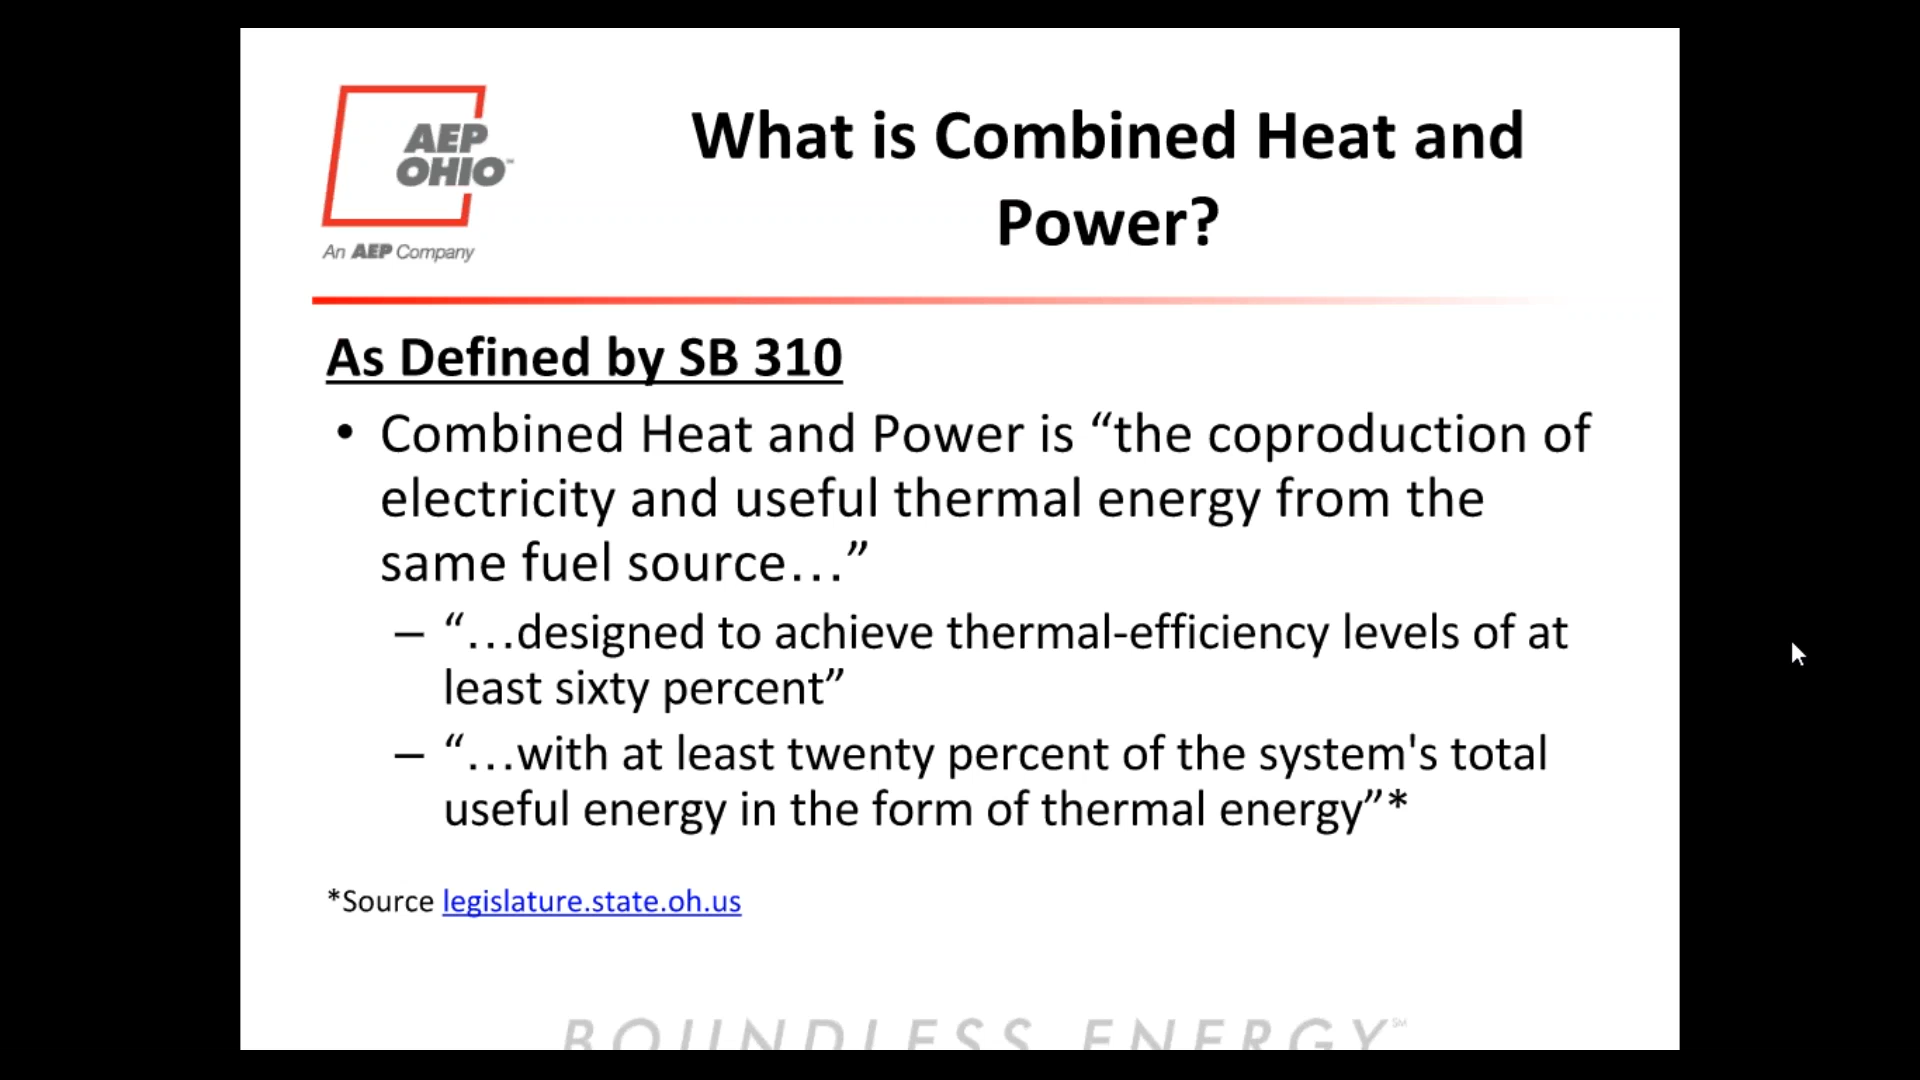 AEP
OHIO™
An AEP Company
What is Combined Heat and
Power?
As Defined by SB 310
• Combined Heat and Power is “the coproduction of
electricity and useful thermal energy from the
same fuel source…”
– “…designed to achieve thermal-efficiency levels of at
least sixty percent”
– “…with at least twenty percent of the system's total
useful energy in the form of thermal energy”*
*Source legislature.state.oh.us
BOUNDLESS ENERGY℠